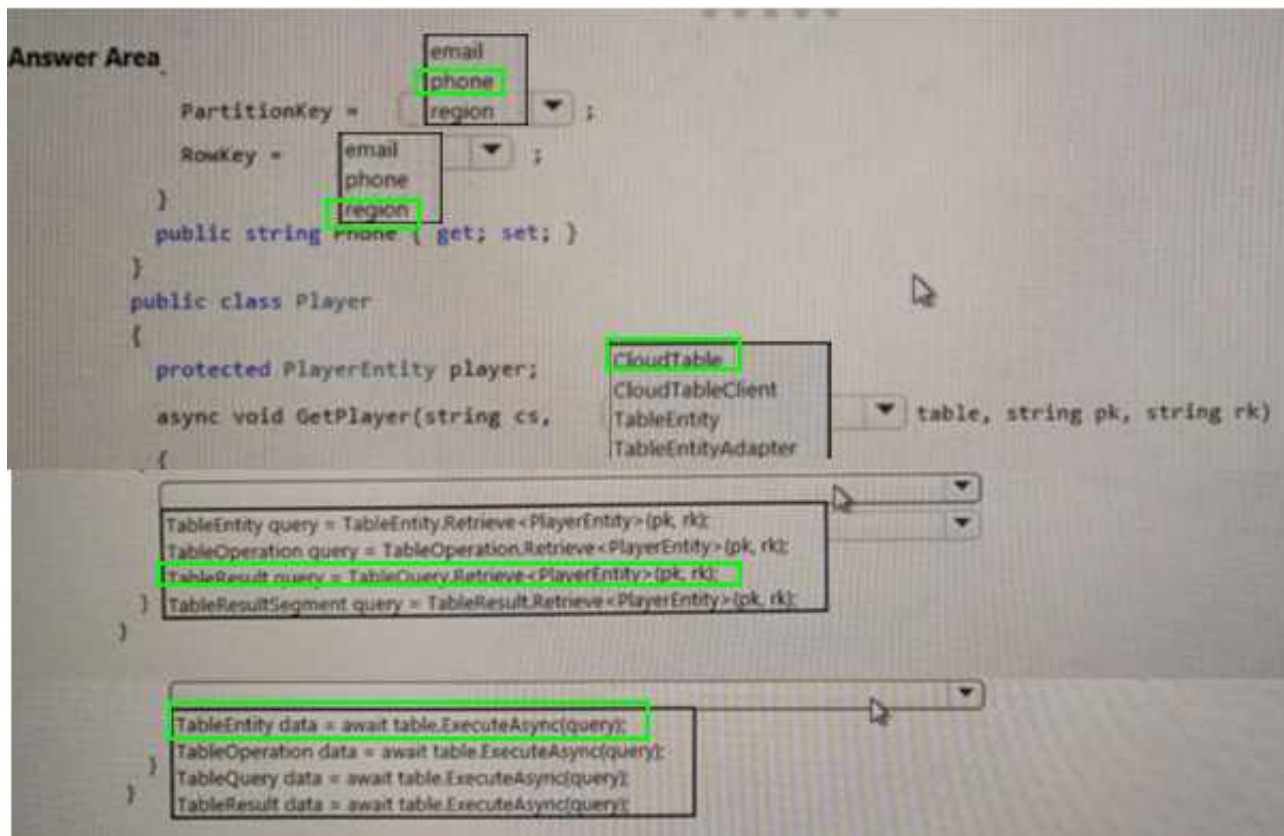 Answer Area
PartitionKey = email
phone
region ;
RowKey = email ;
phone
region
}
public string Phone { get; set; }
}
public class Player
{
protected PlayerEntity player;
async void GetPlayer(string cs, CloudTable
CloudTableClient
TableEntity table, string pk, string rk)
TableEntityAdapter
{
TableEntity query = TableEntity.Retrieve<PlayerEntity>(pk, rk);
TableOperation query = TableOperation.Retrieve<PlayerEntity>(pk, rk);
TableResult query = TableQuery.Retrieve<PlayerEntity>(pk, rk);
} TableResultSegment query = TableResult.Retrieve<PlayerEntity>(pk, rk);
}
TableEntity data = await table.ExecuteAsync(query);
TableOperation data = await table.ExecuteAsync(query);
} TableQuery data = await table.ExecuteAsync(query);
} TableResult data = await table.ExecuteAsync(query);